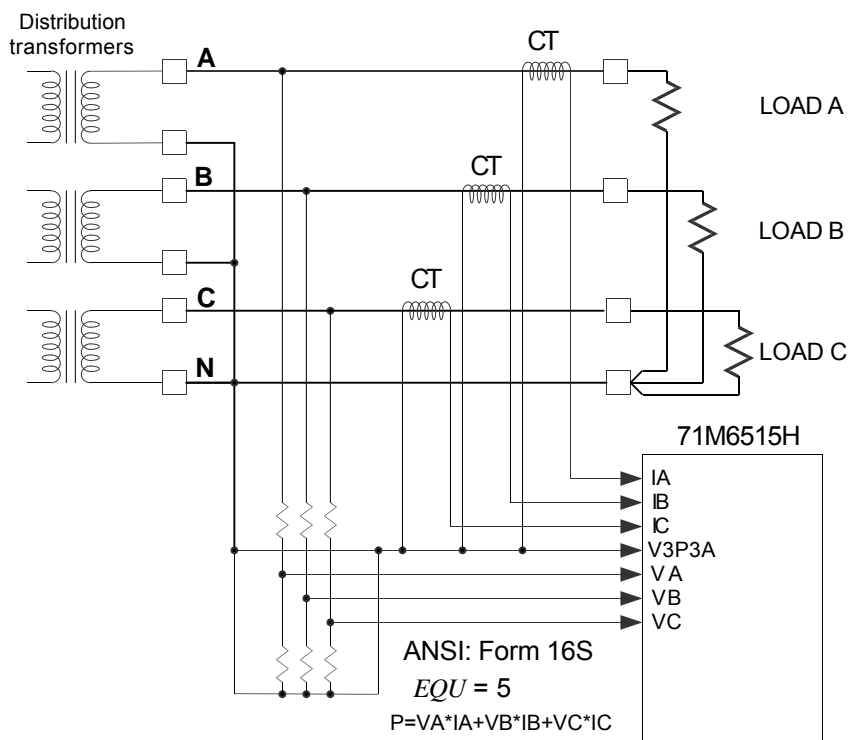 Distribution
transformers
A
CT
LOAD A
B
CT
LOAD B
C
CT
LOAD C
N
71M6515H
IA
IB
IC
V3P3A
VA
VB
VC
ANSI: Form 16S
EQU = 5
P=VA*IA+VB*IB+VC*IC